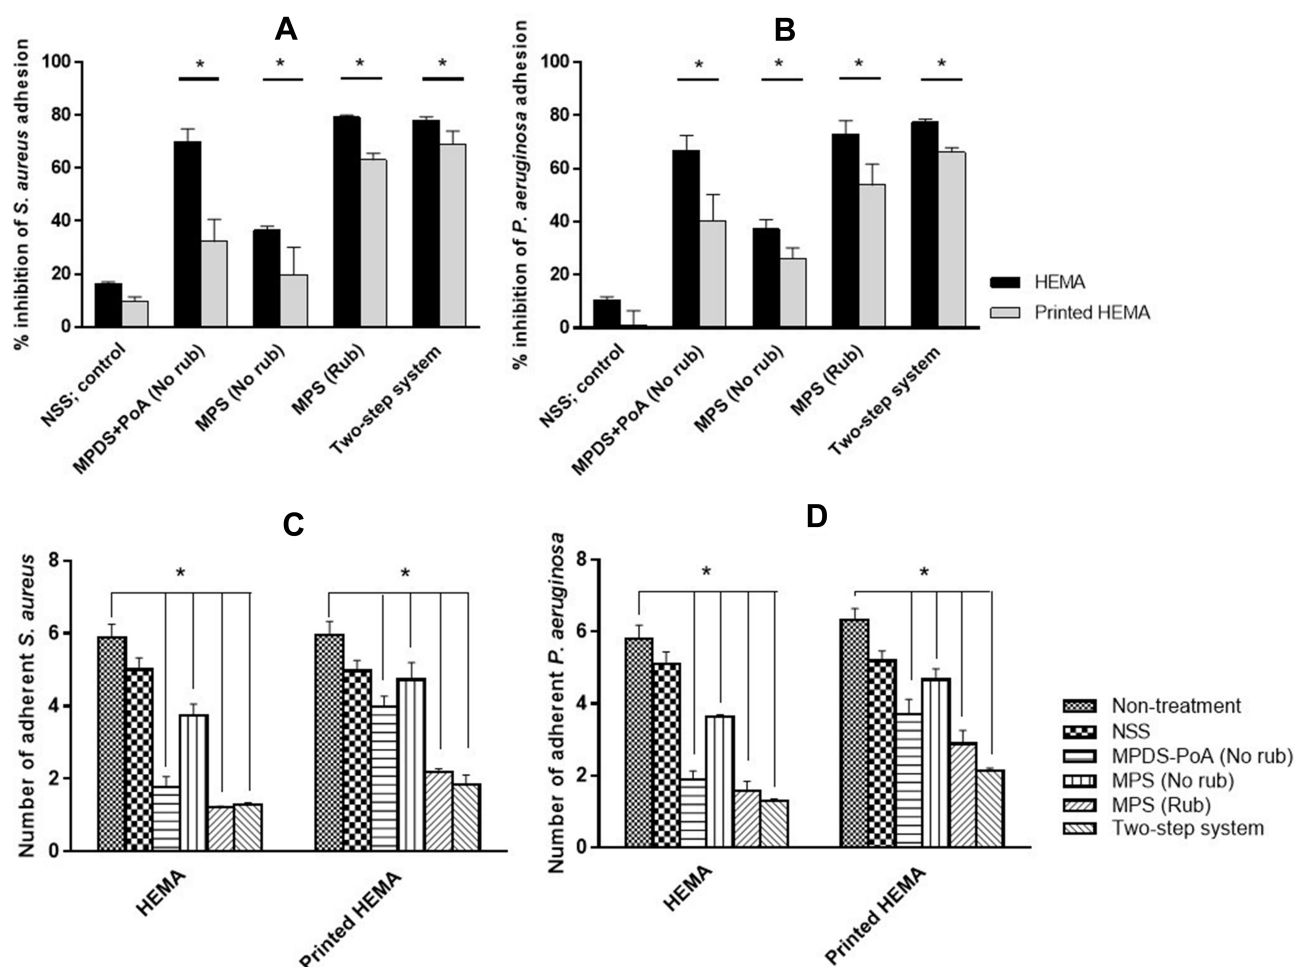 A
% inhibition of S. aureus adhesion
100
80
60
40
20
0
*
*
*
*
NSS; control
MPDS+PoA (No rub)
MPS (No rub)
MPS (Rub)
Two-step system
B
% inhibition of P. aeruginosa adhesion
100
80
60
40
20
0
*
*
*
*
NSS; control
MPDS+PoA (No rub)
MPS (No rub)
MPS (Rub)
Two-step system
HEMA
Printed HEMA
C
Number of adherent S. aureus
8
6
4
2
0
*
*
HEMA
Printed HEMA
D
Number of adherent P. aeruginosa
8
6
4
2
0
*
*
HEMA
Printed HEMA
Non-treatment
NSS
MPDS-PoA (No rub)
MPS (No rub)
MPS (Rub)
Two-step system